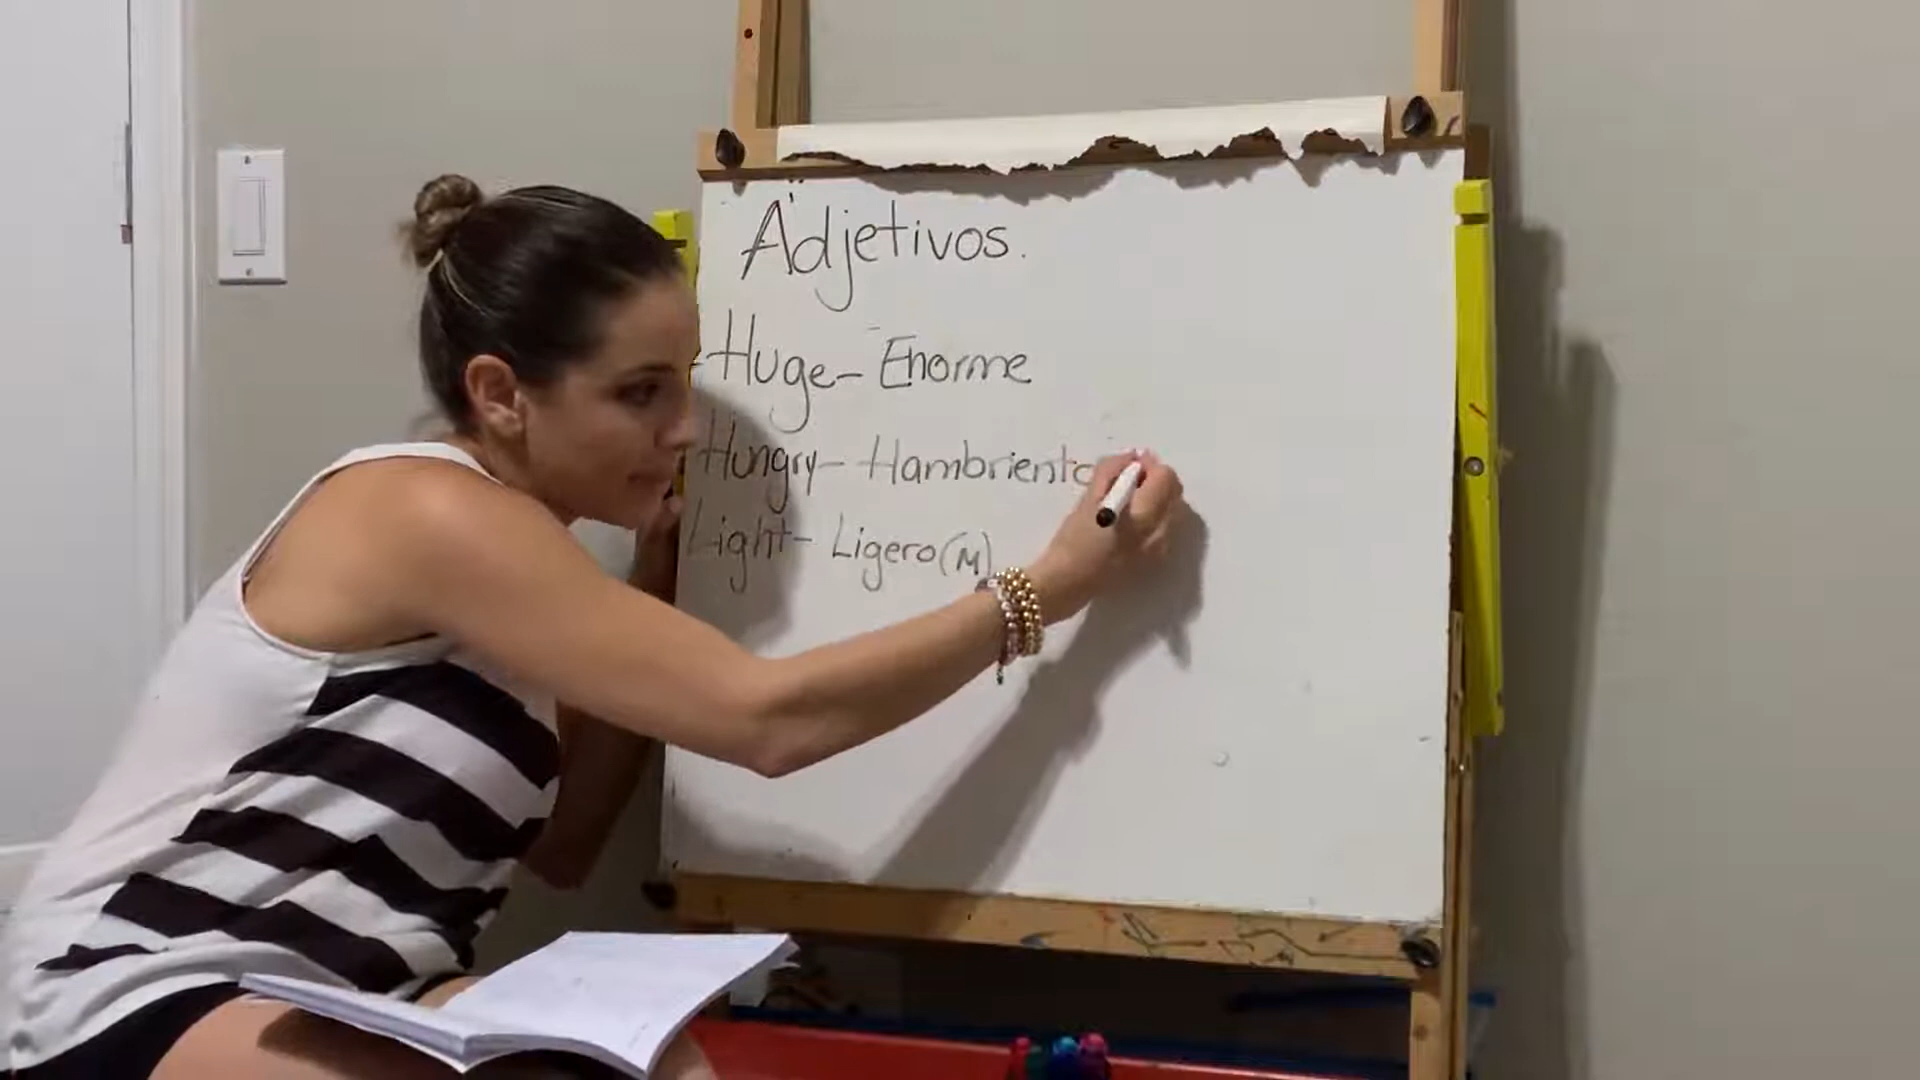 Adjetivos.
-Huge- Enorme
Hungry- Hambriento
Light- Ligero(M)